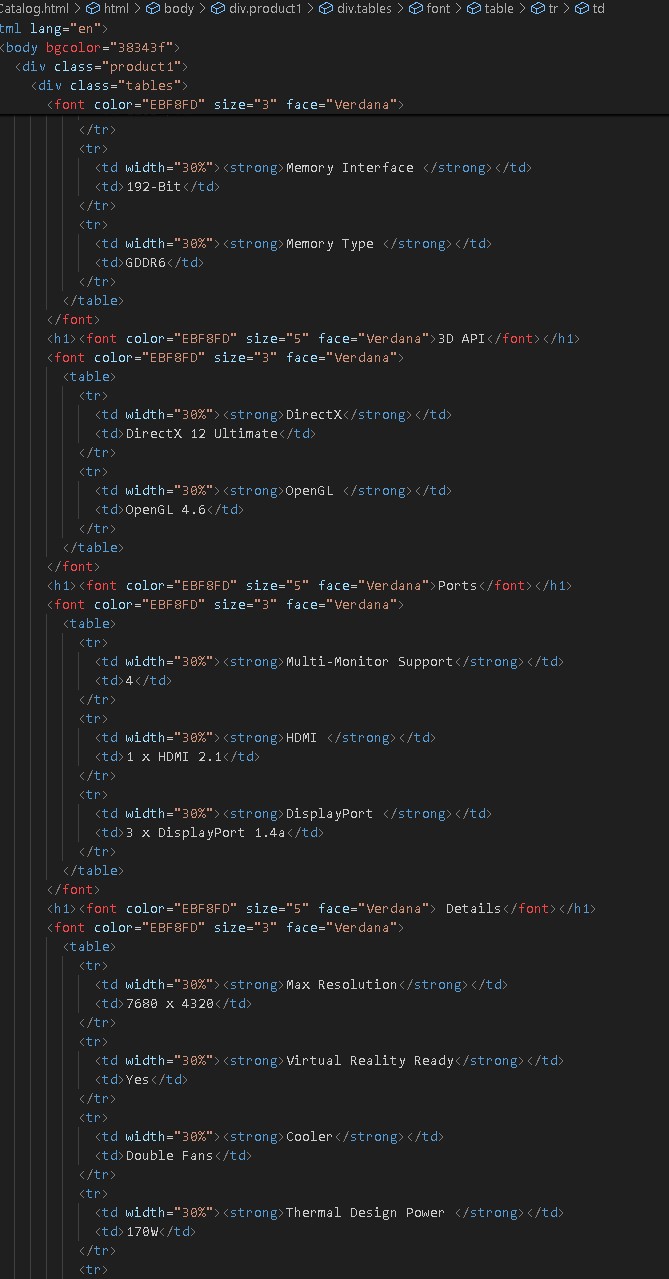 Catalog.html > html > body > div.product1 > div.tables > font > table > tr > td
tml lang="en">
<body bgcolor="38343f">
<div class="product1">
<div class="tables">
<font color="EBF8FD" size="3" face="Verdana">
</tr>
<tr>
<td width="30%"><strong>Memory Interface </strong></td>
<td>192-Bit</td>
</tr>
<tr>
<td width="30%"><strong>Memory Type </strong></td>
<td>GDDR6</td>
</tr>
</table>
</font>
<h1><font color="EBF8FD" size="5" face="Verdana">3D API</font></h1>
<font color="EBF8FD" size="3" face="Verdana">
<table>
<tr>
<td width="30%"><strong>DirectX</strong></td>
<td>DirectX 12 Ultimate</td>
</tr>
<tr>
<td width="30%"><strong>OpenGL </strong></td>
<td>OpenGL 4.6</td>
</tr>
</table>
</font>
<h1><font color="EBF8FD" size="5" face="Verdana">Ports</font></h1>
<font color="EBF8FD" size="3" face="Verdana">
<table>
<tr>
<td width="30%"><strong>Multi-Monitor Support</strong></td>
<td>4</td>
</tr>
<tr>
<td width="30%"><strong>HDMI </strong></td>
<td>1 x HDMI 2.1</td>
</tr>
<tr>
<td width="30%"><strong>DisplayPort </strong></td>
<td>3 x DisplayPort 1.4a</td>
</tr>
</table>
</font>
<h1><font color="EBF8FD" size="5" face="Verdana"> Details</font></h1>
<font color="EBF8FD" size="3" face="Verdana">
<table>
<tr>
<td width="30%"><strong>Max Resolution</strong></td>
<td>7680 x 4320</td>
</tr>
<tr>
<td width="30%"><strong>Virtual Reality Ready</strong></td>
<td>Yes</td>
</tr>
<tr>
<td width="30%"><strong>Cooler</strong></td>
<td>Double Fans</td>
</tr>
<tr>
<td width="30%"><strong>Thermal Design Power </strong></td>
<td>170W</td>
</tr>
<tr>